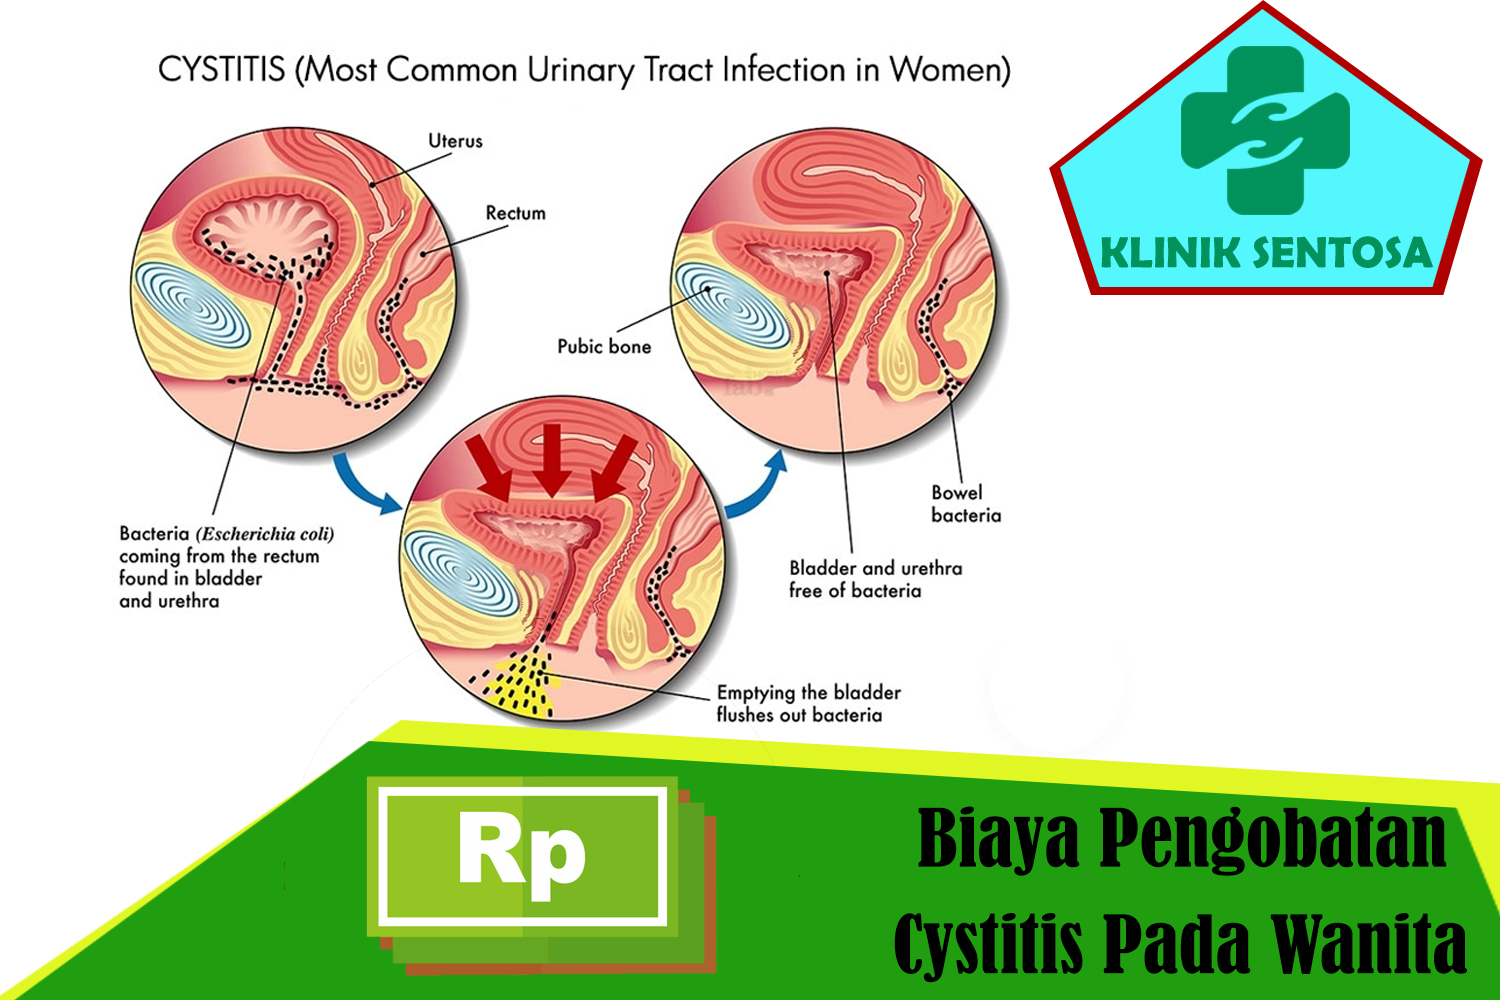 CYSTITIS (Most Common Urinary Tract Infection in Women)
KLINIK SENTOSA
Uterus
Rectum
Pubic bone
Bacteria (Escherichia coli)
coming from the rectum
found in bladder
and urethra
Bowel
bacteria
Bladder and urethra
free of bacteria
Emptying the bladder
flushes out bacteria
Rp
Biaya Pengobatan
Cystitis Pada Wanita